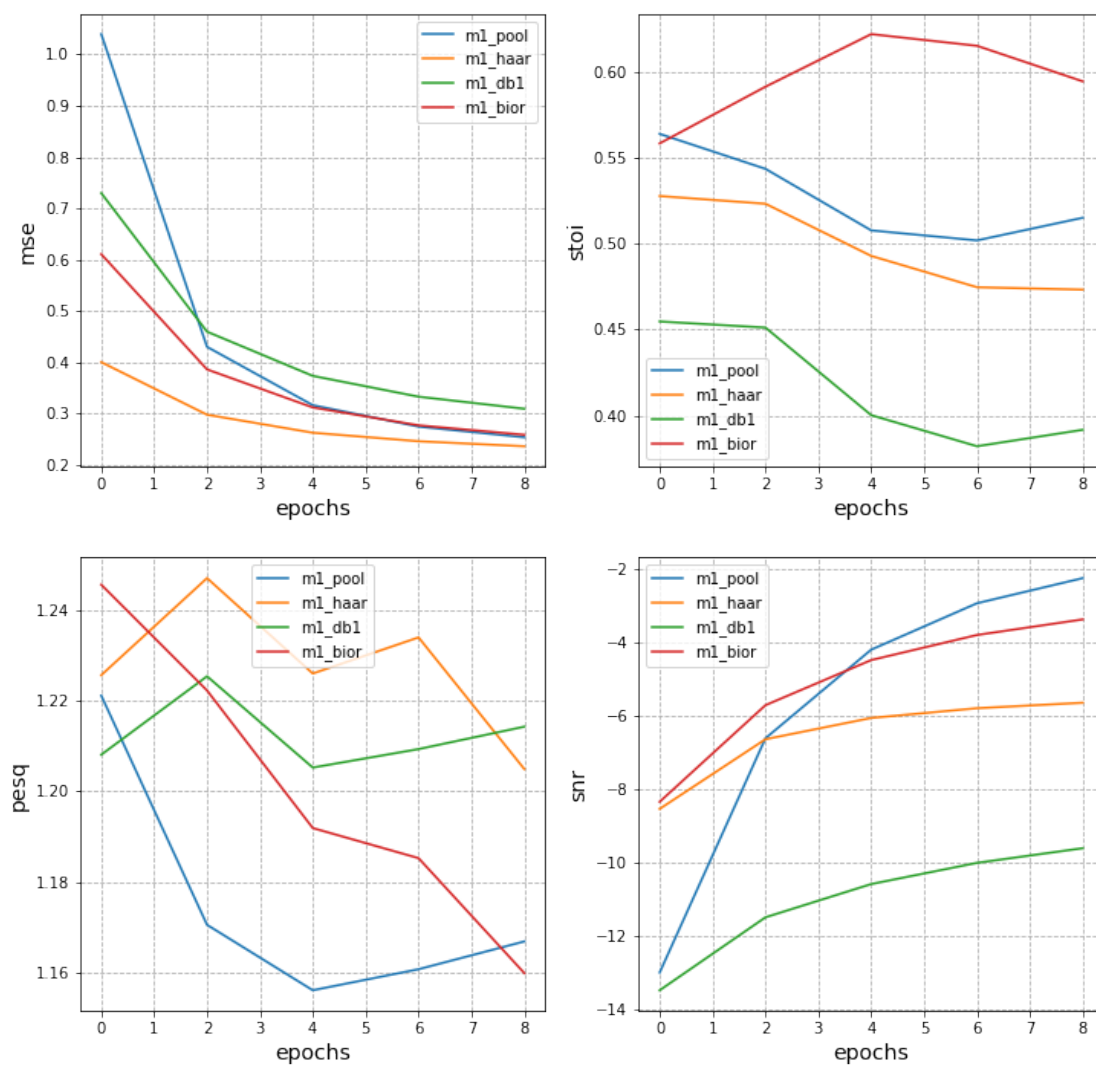 m1_pool
m1_haar
m1_db1
m1_bior
1.0
0.9
0.8
0.7
0.6
0.5
0.4
0.3
0.2
mse
0 1 2 3 4 5 6 7 8
epochs
0.60
0.55
0.50
0.45
0.40
stoi
m1_pool
m1_haar
m1_db1
m1_bior
0 1 2 3 4 5 6 7 8
epochs
m1_pool
m1_haar
m1_db1
m1_bior
1.24
1.22
1.20
1.18
1.16
pesq
0 1 2 3 4 5 6 7 8
epochs
m1_pool
m1_haar
m1_db1
m1_bior
−2
−4
−6
−8
−10
−12
−14
snr
0 1 2 3 4 5 6 7 8
epochs